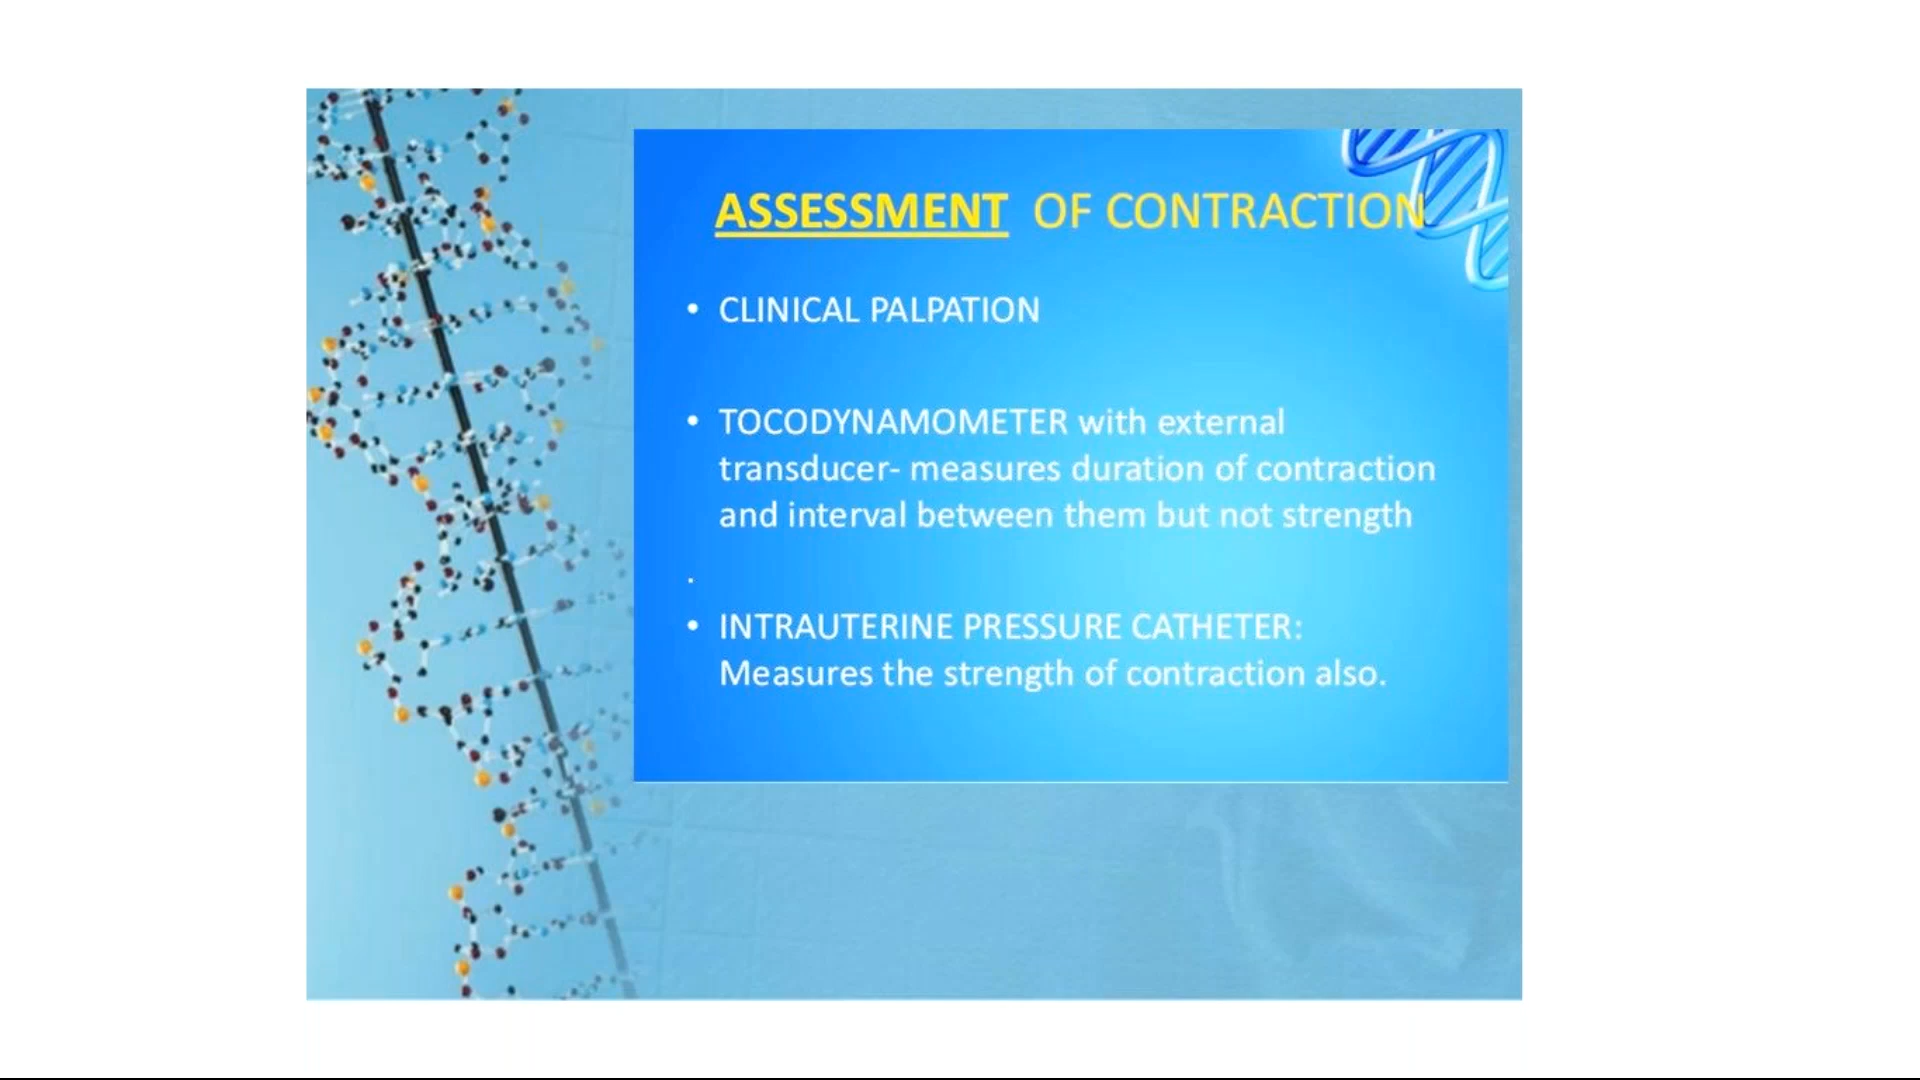 ASSESSMENT OF CONTRACTION
• CLINICAL PALPATION
• TOCODYNAMOMETER with external
transducer- measures duration of contraction
and interval between them but not strength
.
• INTRAUTERINE PRESSURE CATHETER:
Measures the strength of contraction also.